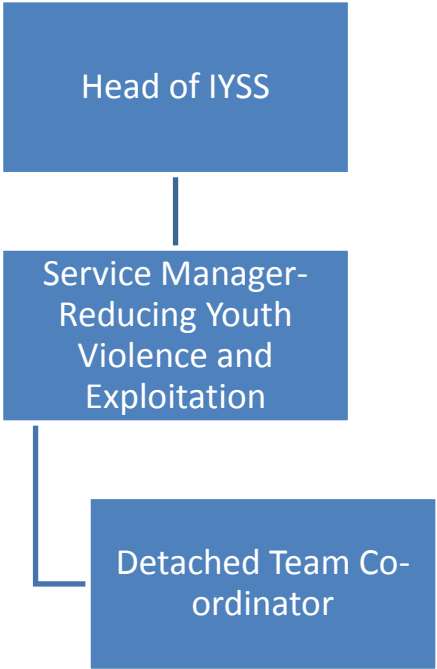 Head of IYSS
Service Manager-
Reducing Youth
Violence and
Exploitation
Detached Team Co-
ordinator